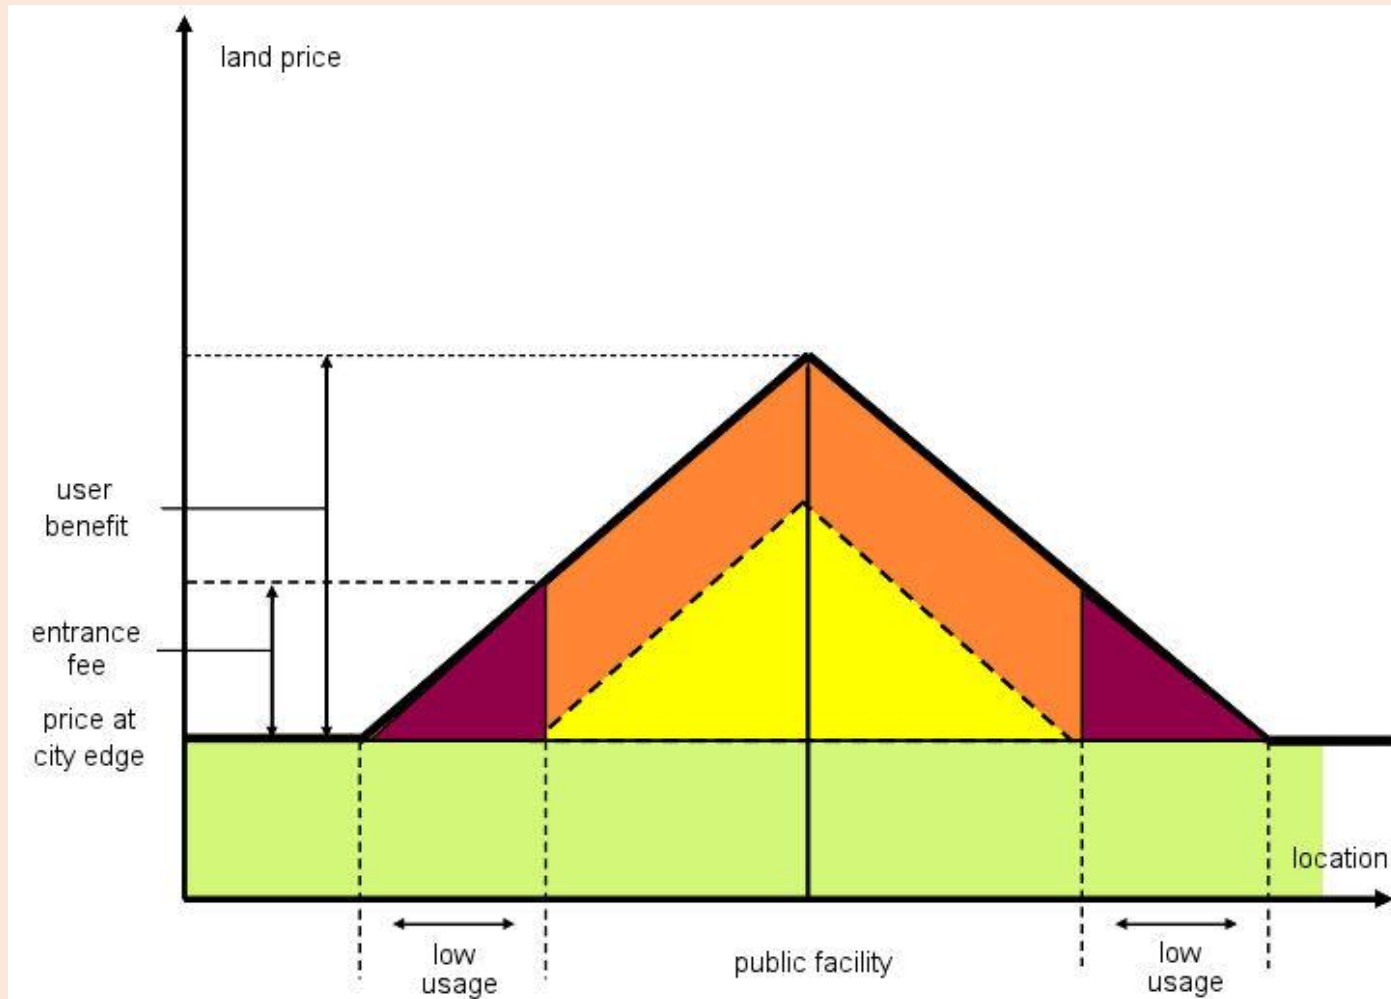 land price
user
benefit
entrance
fee
price at
city edge
location
low
usage
public facility
low
usage